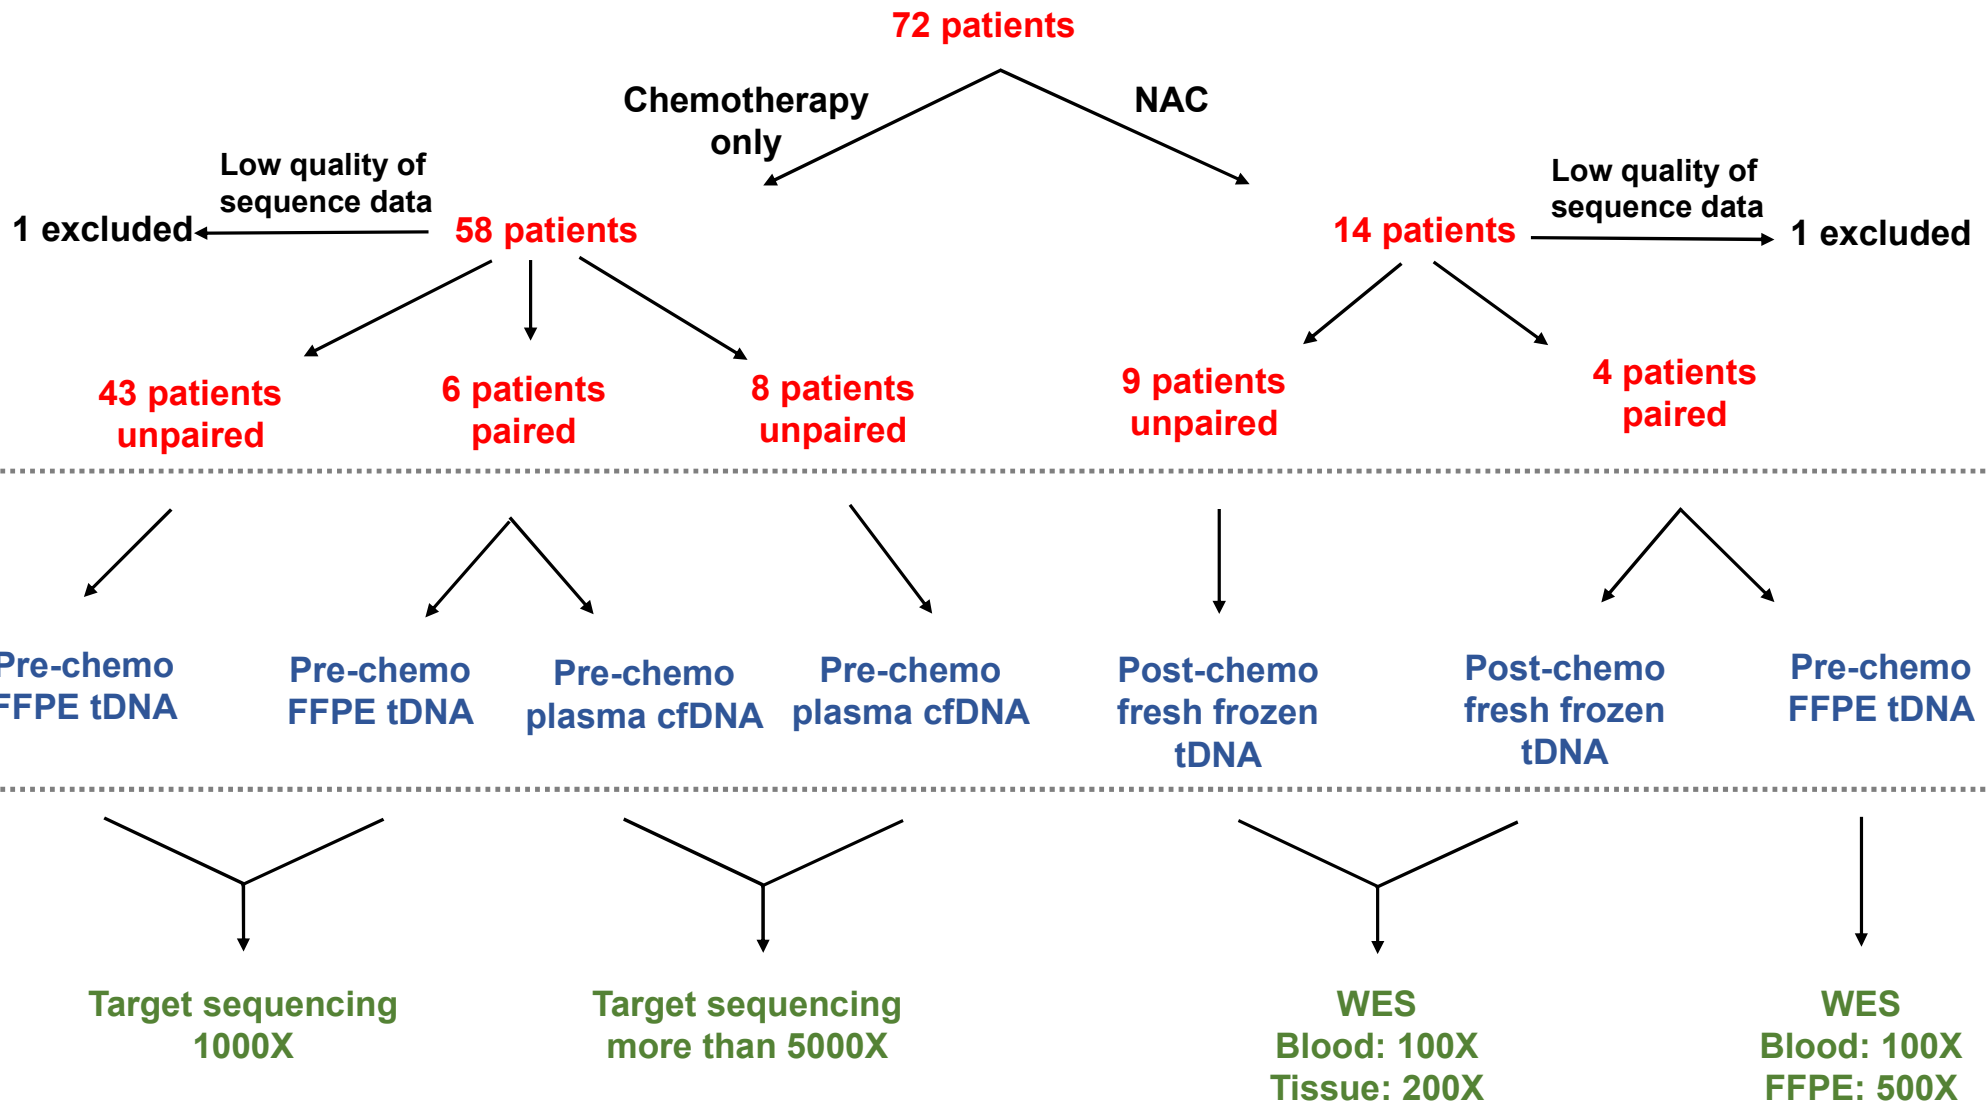 72 patients
Chemotherapy
only
NAC
Low quality of
sequence data
Low quality of
sequence data
1 excluded
58 patients
14 patients
1 excluded
43 patients
unpaired
6 patients
paired
8 patients
unpaired
9 patients
unpaired
4 patients
paired
Pre-chemo
FFPE tDNA
Pre-chemo
FFPE tDNA
Pre-chemo
plasma cfDNA
Pre-chemo
plasma cfDNA
Post-chemo
fresh frozen
tDNA
Post-chemo
fresh frozen
tDNA
Pre-chemo
FFPE tDNA
Target sequencing
1000X
Target sequencing
more than 5000X
WES
Blood: 100X
Tissue: 200X
WES
Blood: 100X
FFPE: 500X